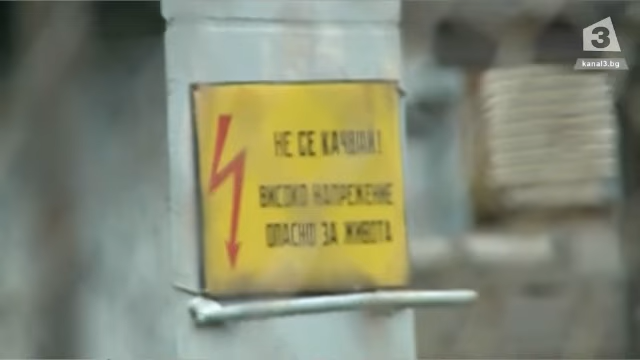 3
kanal3.bg
НЕ СЕ КАЧВАЙ!
ВИСОКО НАПРЕЖЕНИЕ
ОПАСНО ЗА ЖИВОТА